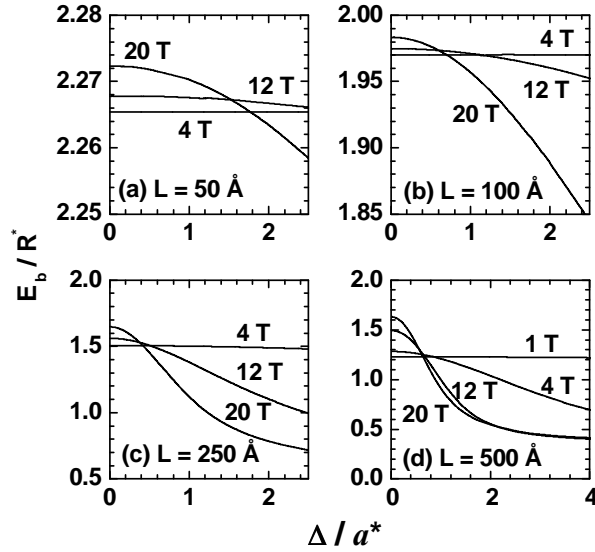 2.28
2.27
2.26
2.25
20 T
12 T
4 T
(a) L = 50 Å
0 1 2
2.00
1.95
1.90
1.85
4 T
12 T
20 T
(b) L = 100 Å
0 1 2
E_b / R^*
2.0
1.5
1.0
0.5
4 T
12 T
20 T
(c) L = 250 Å
0 1 2
2.0
1.5
1.0
0.5
0.0
1 T
4 T
12 T
20 T
(d) L = 500 Å
0 2 4
Δ / a*